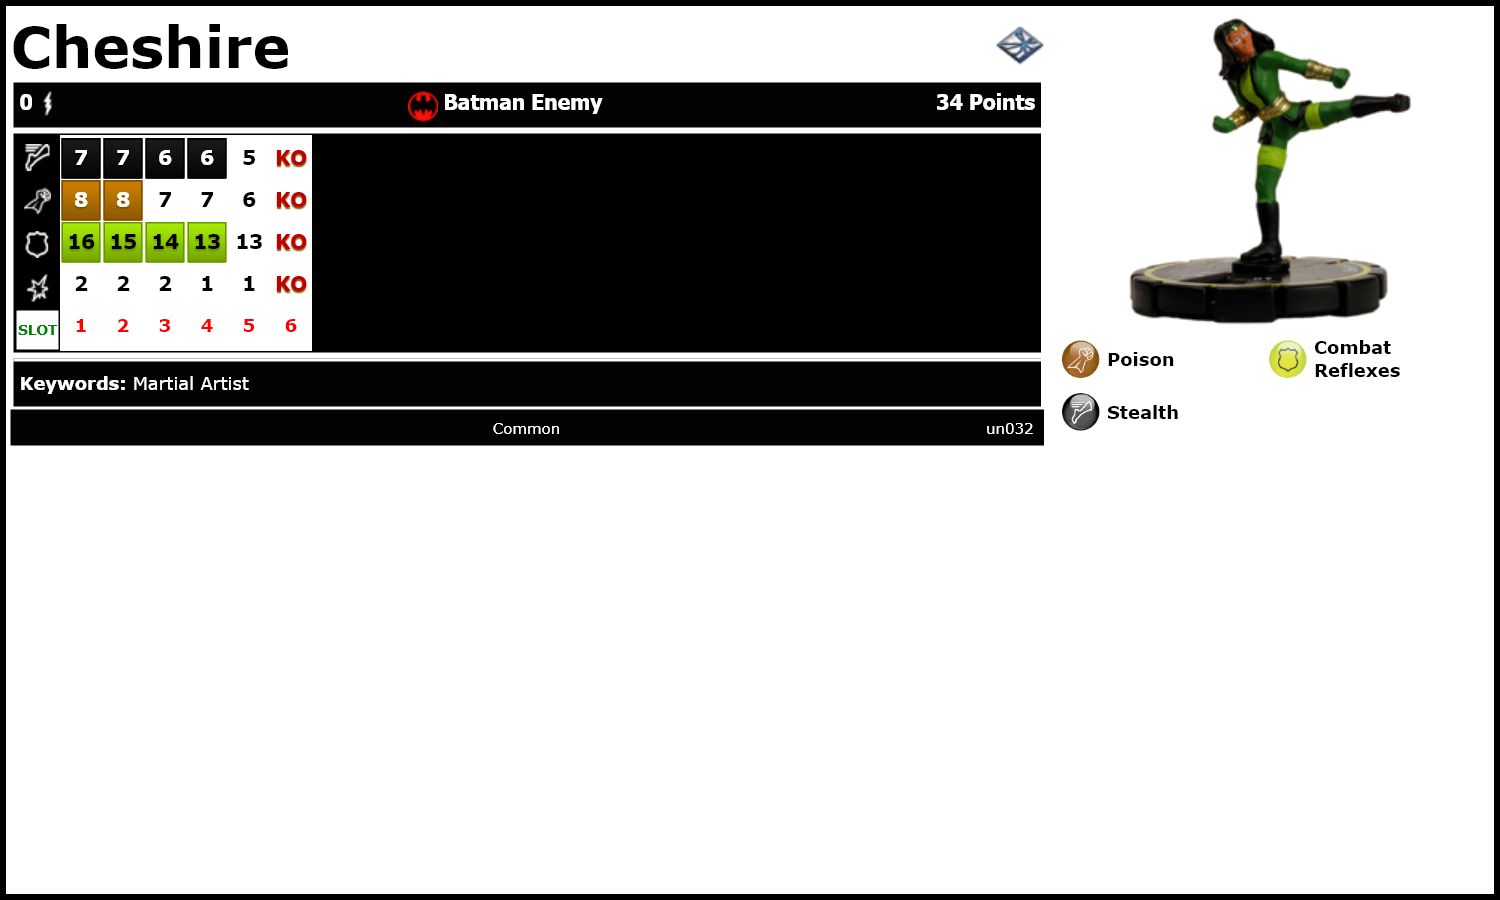 Cheshire
0 Batman Enemy 34 Points
7 7 6 6 5 KO
8 8 7 7 6 KO
16 15 14 13 13 KO
2 2 2 1 1 KO
SLOT 1 2 3 4 5 6
Poison
Combat
Reflexes
Stealth
Keywords: Martial Artist
Common un032